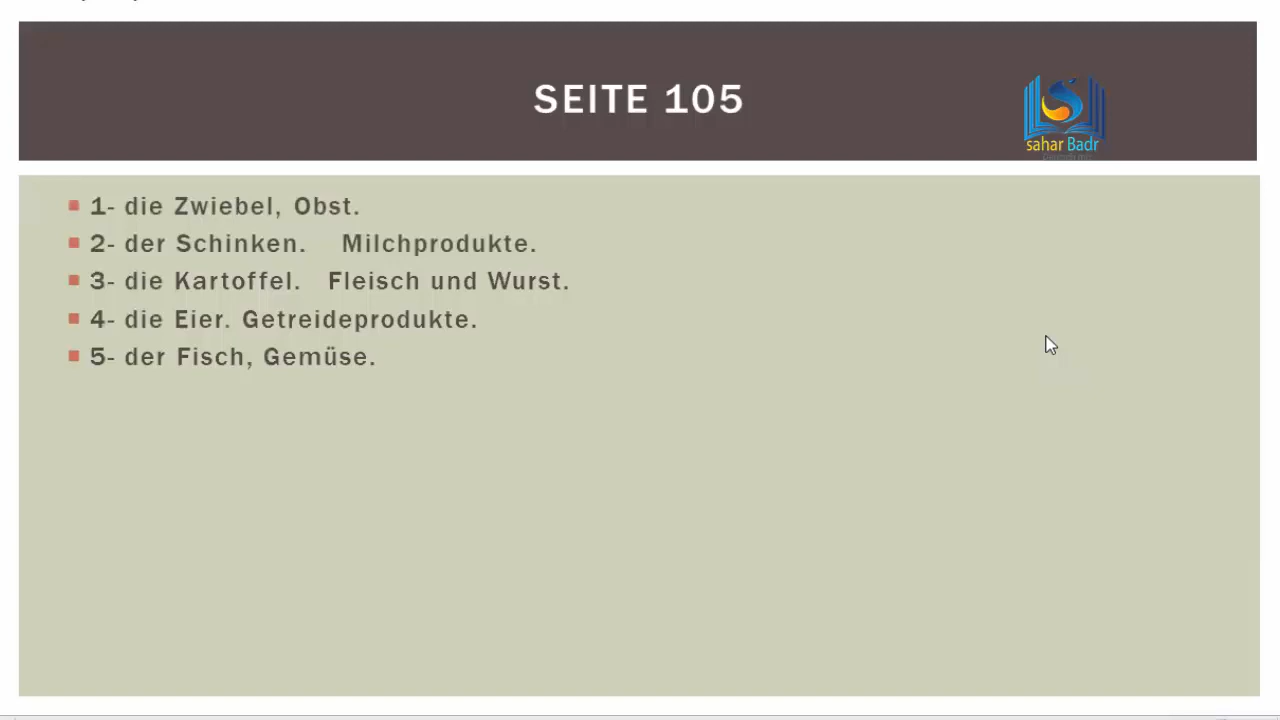 SEITE 105
sahar Badr
1- die Zwiebel, Obst.
2- der Schinken. Milchprodukte.
3- die Kartoffel. Fleisch und Wurst.
4- die Eier. Getreideprodukte.
5- der Fisch, Gemüse.